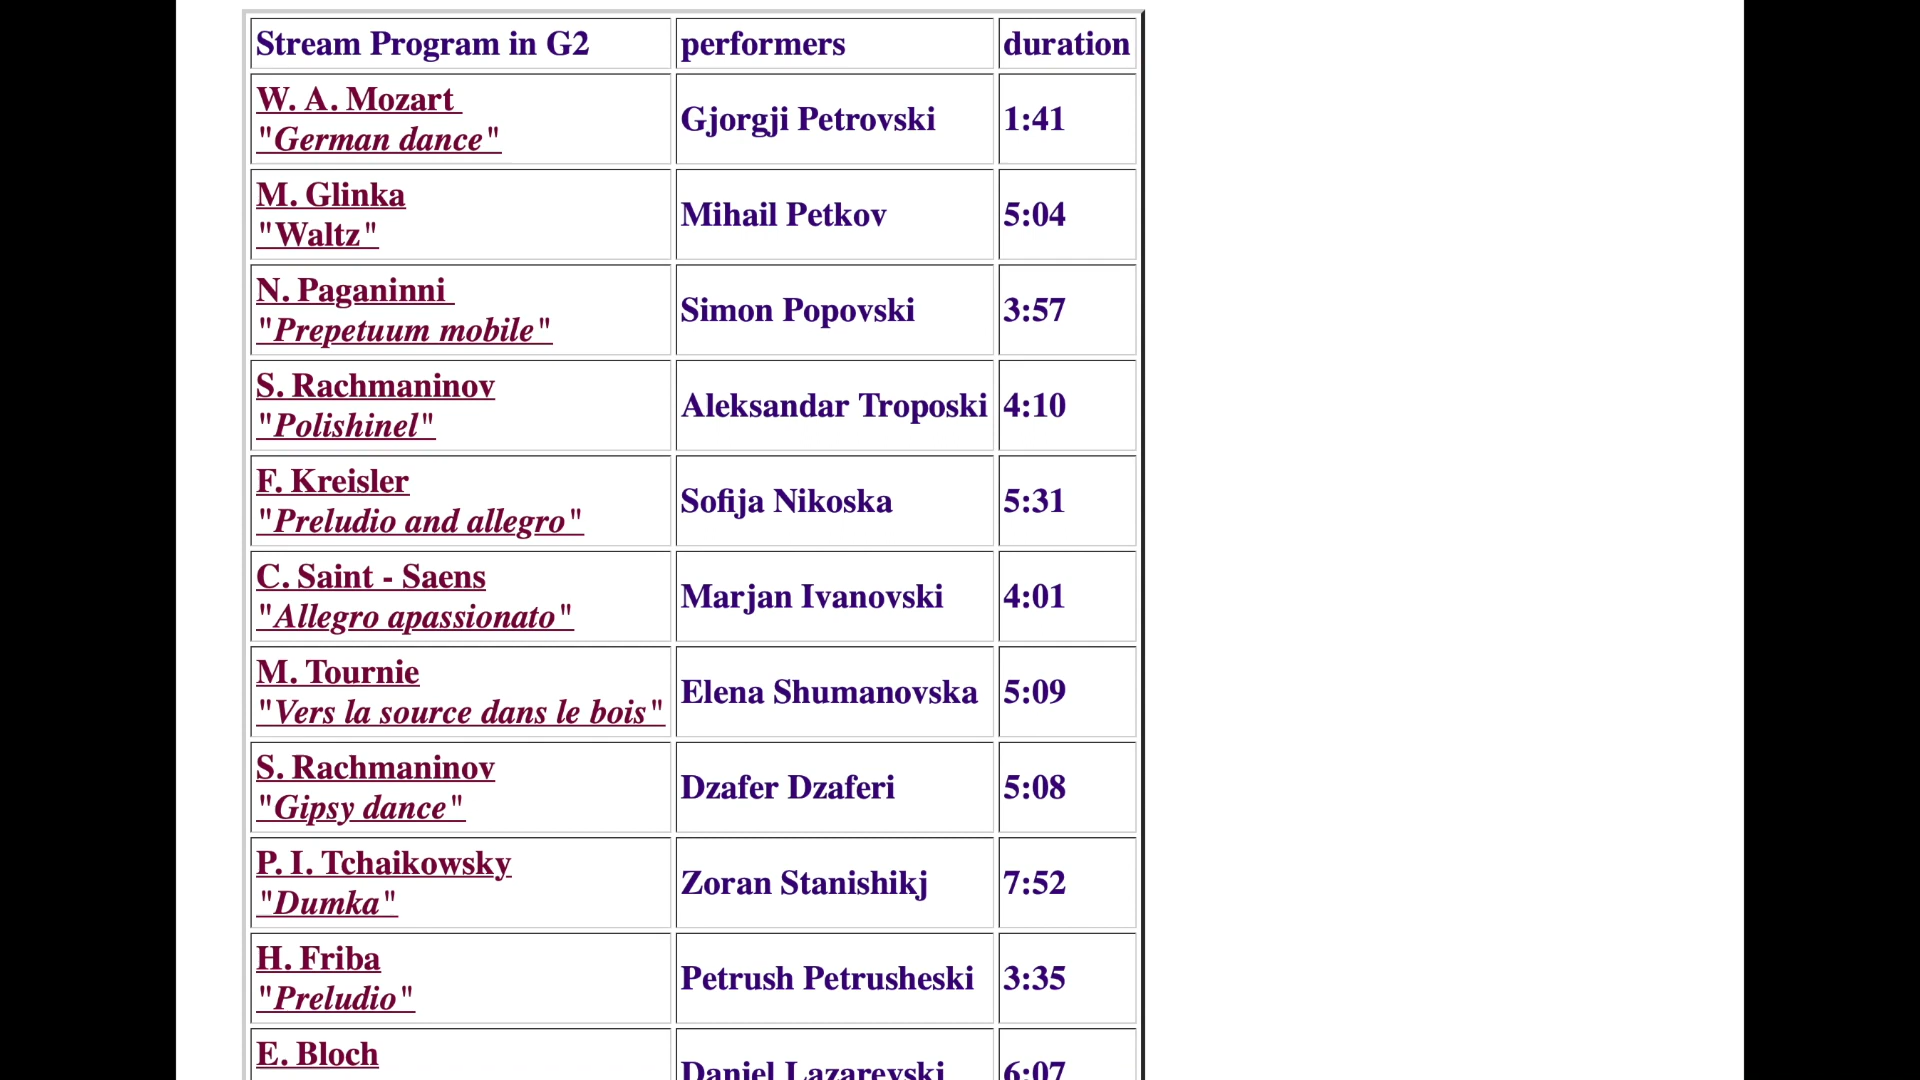 Stream Program in G2 performers duration
W. A. Mozart
"German dance" Gjorgji Petrovski 1:41
M. Glinka
"Waltz" Mihail Petkov 5:04
N. Paganinni
"Prepetuum mobile" Simon Popovski 3:57
S. Rachmaninov
"Polishinel" Aleksandar Troposki 4:10
F. Kreisler
"Preludio and allegro" Sofija Nikoska 5:31
C. Saint - Saens
"Allegro apassionato" Marjan Ivanovski 4:01
M. Tournie
"Vers la source dans le bois" Elena Shumanovska 5:09
S. Rachmaninov
"Gipsy dance" Dzafer Dzaferi 5:08
P. I. Tchaikowsky
"Dumka" Zoran Stanishikj 7:52
H. Friba
"Preludio" Petrush Petrusheski 3:35
E. Bloch
Daniel Lazarevski 6:07